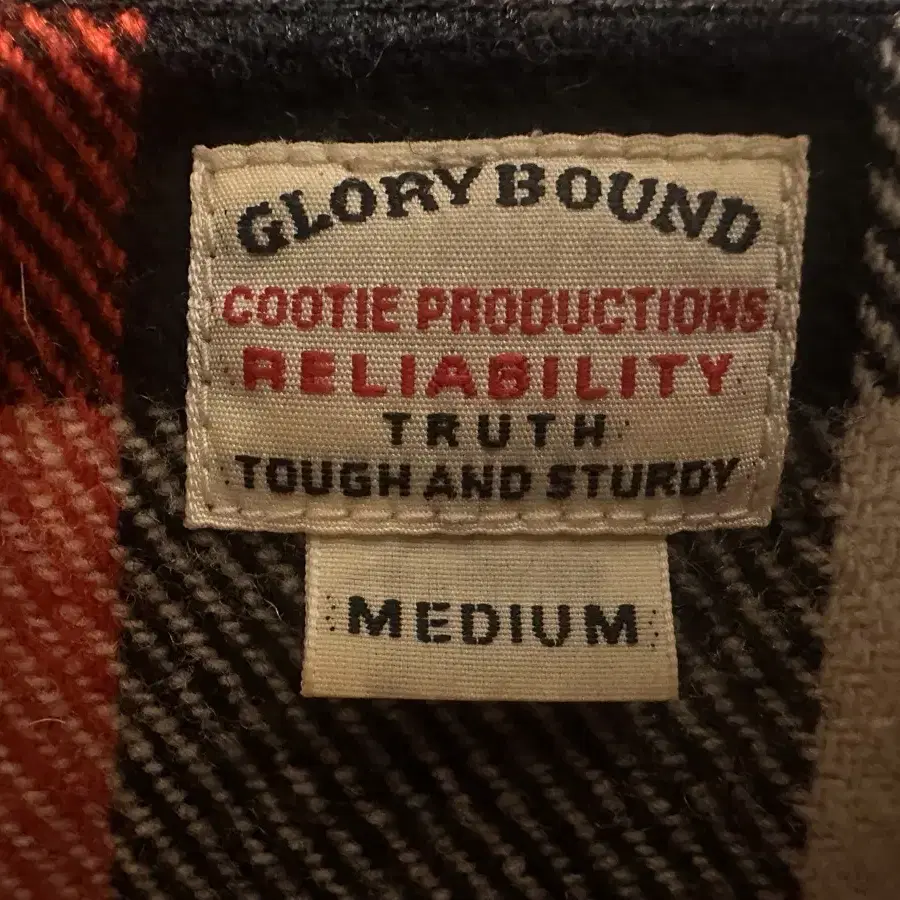 GLORY BOUND
COOTIE PRODUCTIONS
RELIABILITY
TRUTH
TOUGH AND STURDY
MEDIUM